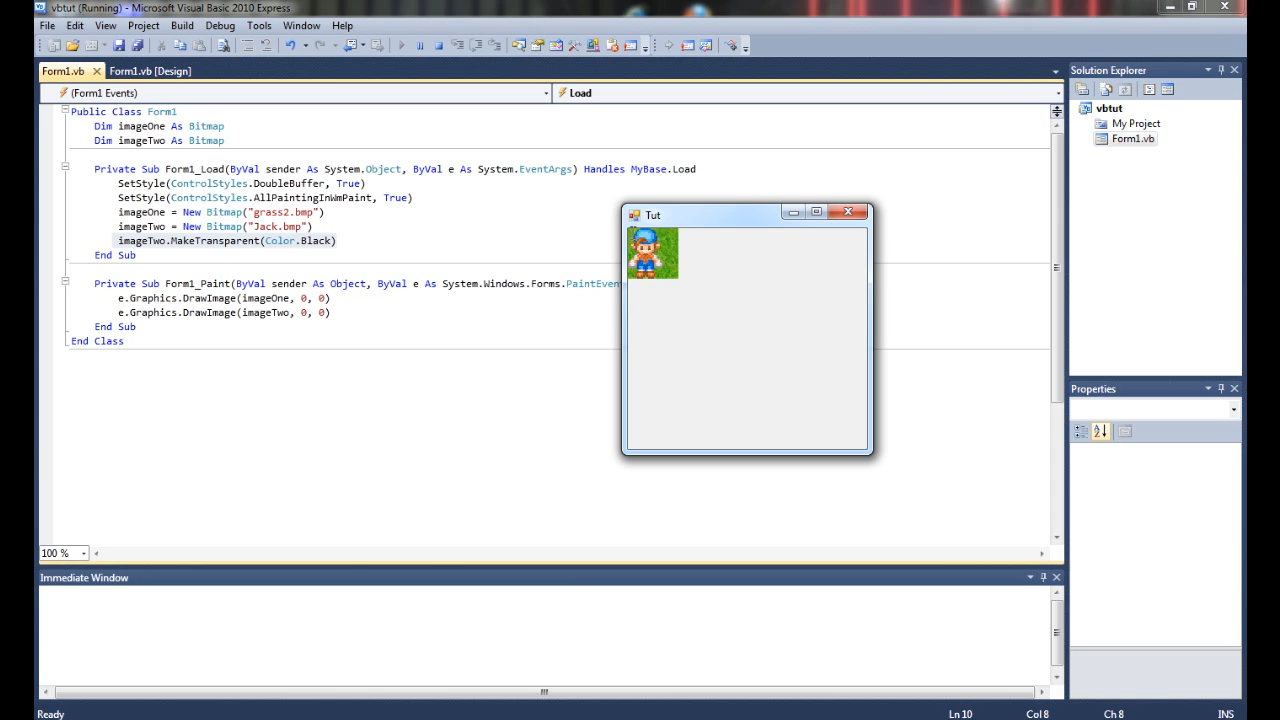 vbtut (Running) - Microsoft Visual Basic 2010 Express
File Edit View Project Build Debug Tools Window Help
Form1.vb Form1.vb [Design]
(Form1 Events) Load
Public Class Form1
Dim imageOne As Bitmap
Dim imageTwo As Bitmap
Private Sub Form1_Load(ByVal sender As System.Object, ByVal e As System.EventArgs) Handles MyBase.Load
SetStyle(ControlStyles.DoubleBuffer, True)
SetStyle(ControlStyles.AllPaintingInWmPaint, True)
imageOne = New Bitmap("grass2.bmp")
imageTwo = New Bitmap("Jack.bmp")
imageTwo.MakeTransparent(Color.Black)
End Sub
Private Sub Form1_Paint(ByVal sender As Object, ByVal e As System.Windows.Forms.PaintEven
e.Graphics.DrawImage(imageOne, 0, 0)
e.Graphics.DrawImage(imageTwo, 0, 0)
End Sub
End Class
Tut
100 %
Immediate Window
Solution Explorer
vbtut
My Project
Form1.vb
Properties
Ready Ln 10 Col 8 Ch 8 INS